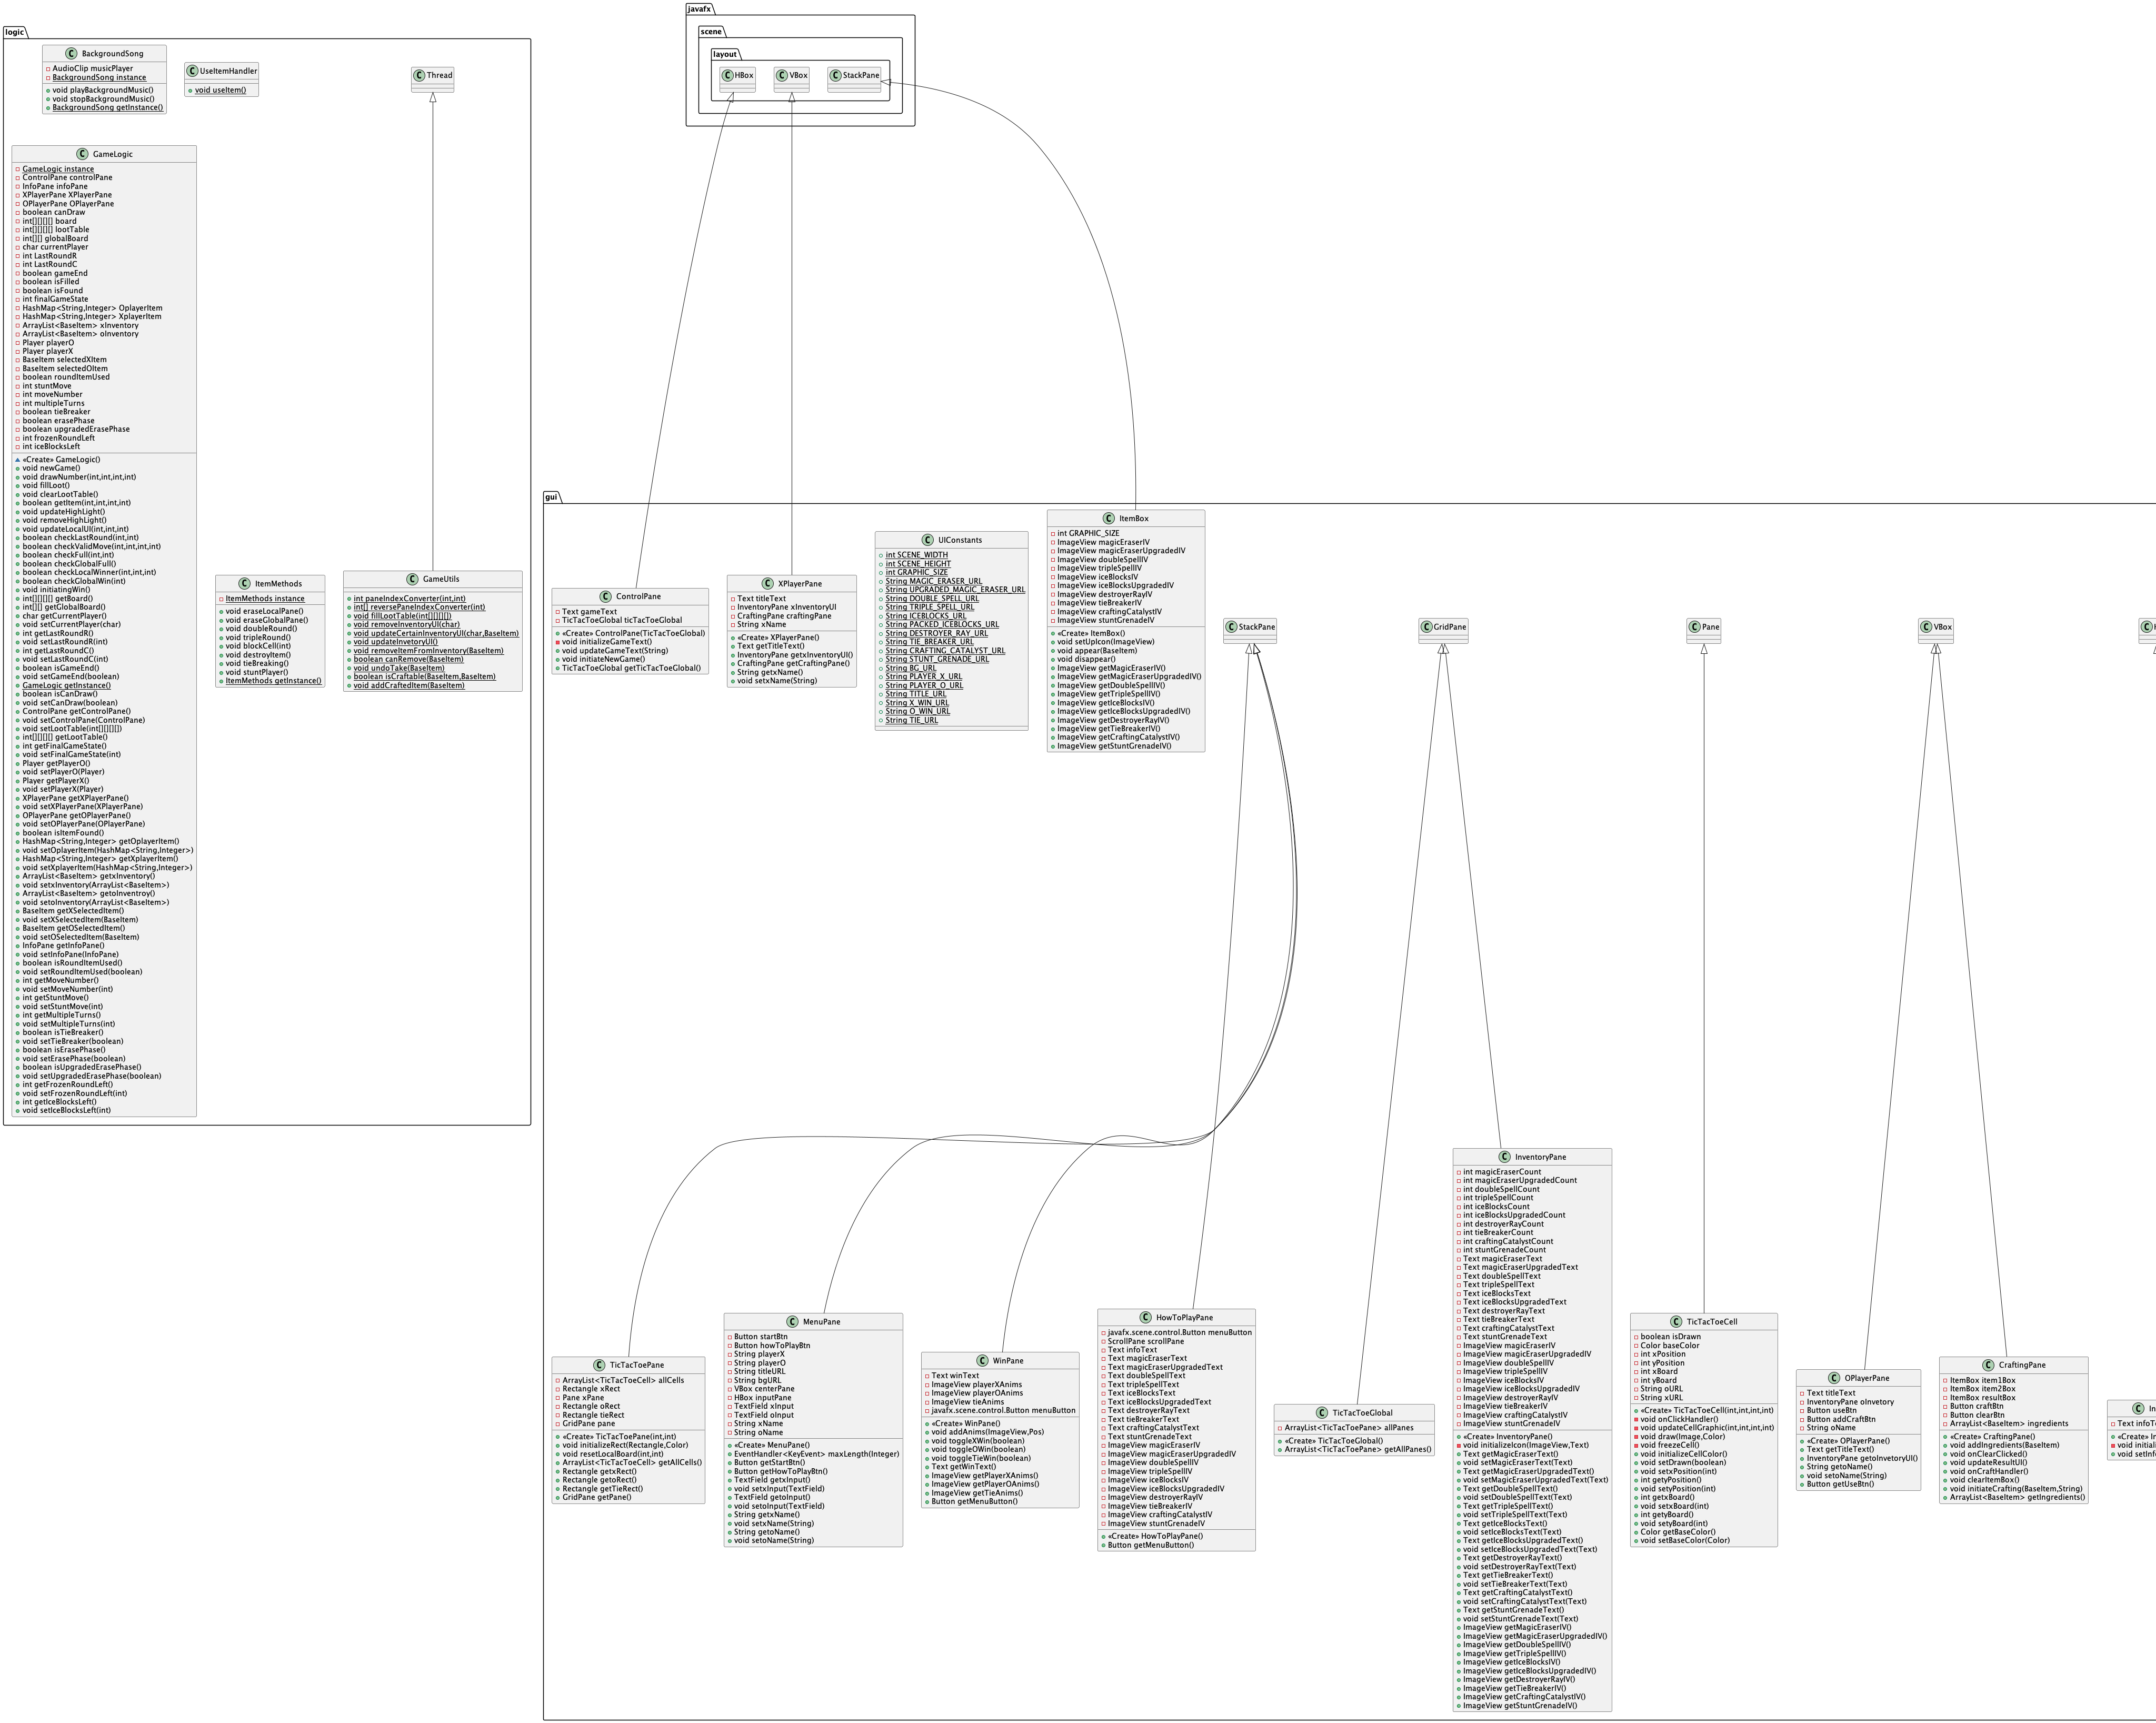 logic
BackgroundSong
AudioClip musicPlayer
BackgroundSong instance
void playBackgroundMusic()
void stopBackgroundMusic()
BackgroundSong getInstance()
UseItemHandler
void useItem()
Thread
GameLogic
GameLogic instance
ControlPane controlPane
InfoPane infoPane
XPlayerPane XPlayerPane
OPlayerPane OPlayerPane
boolean canDraw
int[][][][] board
int[][][][] lootTable
int[][] globalBoard
char currentPlayer
int LastRoundR
int LastRoundC
boolean gameEnd
boolean isFilled
boolean isFound
int finalGameState
HashMap<String,Integer> OplayerItem
HashMap<String,Integer> XplayerItem
ArrayList<BaseItem> xInventory
ArrayList<BaseItem> oInventory
Player playerO
Player playerX
BaseItem selectedXItem
BaseItem selectedOItem
boolean roundItemUsed
int stuntMove
int moveNumber
int multipleTurns
boolean tieBreaker
boolean erasePhase
boolean upgradedErasePhase
int frozenRoundLeft
int iceBlocksLeft
«Create» GameLogic()
void newGame()
void drawNumber(int,int,int,int)
void fillLoot()
void clearLootTable()
boolean getItem(int,int,int,int)
void updateHighLight()
void removeHighLight()
void updateLocalUI(int,int,int)
boolean checkLastRound(int,int)
boolean checkValidMove(int,int,int,int)
boolean checkFull(int,int)
boolean checkGlobalFull()
boolean checkLocalWinner(int,int,int)
boolean checkGlobalWin(int)
void initiatingWin()
int[][][][] getBoard()
int[][] getGlobalBoard()
char getCurrentPlayer()
void setCurrentPlayer(char)
int getLastRoundR()
void setLastRoundR(int)
int getLastRoundC()
void setLastRoundC(int)
boolean isGameEnd()
void setGameEnd(boolean)
GameLogic getInstance()
boolean isCanDraw()
void setCanDraw(boolean)
ControlPane getControlPane()
void setControlPane(ControlPane)
void setLootTable(int[][][][])
int[][][][] getLootTable()
int getFinalGameState()
void setFinalGameState(int)
Player getPlayerO()
void setPlayerO(Player)
Player getPlayerX()
void setPlayerX(Player)
XPlayerPane getXPlayerPane()
void setXPlayerPane(XPlayerPane)
OPlayerPane getOPlayerPane()
void setOPlayerPane(OPlayerPane)
boolean isItemFound()
HashMap<String,Integer> getOplayerItem()
void setOplayerItem(HashMap<String,Integer>)
HashMap<String,Integer> getXplayerItem()
void setXplayerItem(HashMap<String,Integer>)
ArrayList<BaseItem> getxInventory()
void setxInventory(ArrayList<BaseItem>)
ArrayList<BaseItem> getoInventroy()
void setoInventory(ArrayList<BaseItem>)
BaseItem getXSelectedItem()
void setXSelectedItem(BaseItem)
BaseItem getOSelectedItem()
void setOSelectedItem(BaseItem)
InfoPane getInfoPane()
void setInfoPane(InfoPane)
boolean isRoundItemUsed()
void setRoundItemUsed(boolean)
int getMoveNumber()
void setMoveNumber(int)
int getStuntMove()
void setStuntMove(int)
int getMultipleTurns()
void setMultipleTurns(int)
boolean isTieBreaker()
void setTieBreaker(boolean)
boolean isErasePhase()
void setErasePhase(boolean)
boolean isUpgradedErasePhase()
void setUpgradedErasePhase(boolean)
int getFrozenRoundLeft()
void setFrozenRoundLeft(int)
int getIceBlocksLeft()
void setIceBlocksLeft(int)
ItemMethods
ItemMethods instance
void eraseLocalPane()
void eraseGlobalPane()
void doubleRound()
void tripleRound()
void blockCell(int)
void destroyItem()
void tieBreaking()
void stuntPlayer()
ItemMethods getInstance()
GameUtils
int paneIndexConverter(int,int)
int[] reversePaneIndexConverter(int)
void fillLootTable(int[][][][])
void removeInventoryUI(char)
void updateCertainInventoryUI(char,BaseItem)
void updateInvetoryUI()
void removeItemFromInventory(BaseItem)
boolean canRemove(BaseItem)
void undoTake(BaseItem)
boolean isCraftable(BaseItem,BaseItem)
void addCraftedItem(BaseItem)
javafx
scene
layout
HBox
VBox
StackPane
gui
ControlPane
Text gameText
TicTacToeGlobal ticTacToeGlobal
«Create» ControlPane(TicTacToeGlobal)
void initializeGameText()
void updateGameText(String)
void initiateNewGame()
TicTacToeGlobal getTicTacToeGlobal()
XPlayerPane
Text titleText
InventoryPane xInventoryUI
CraftingPane craftingPane
String xName
«Create» XPlayerPane()
Text getTitleText()
InventoryPane getxInventoryUI()
CraftingPane getCraftingPane()
String getxName()
void setxName(String)
UIConstants
int SCENE_WIDTH
int SCENE_HEIGHT
int GRAPHIC_SIZE
String MAGIC_ERASER_URL
String UPGRADED_MAGIC_ERASER_URL
String DOUBLE_SPELL_URL
String TRIPLE_SPELL_URL
String ICEBLOCKS_URL
String PACKED_ICEBLOCKS_URL
String DESTROYER_RAY_URL
String TIE_BREAKER_URL
String CRAFTING_CATALYST_URL
String STUNT_GRENADE_URL
String BG_URL
String PLAYER_X_URL
String PLAYER_O_URL
String TITLE_URL
String X_WIN_URL
String O_WIN_URL
String TIE_URL
ItemBox
int GRAPHIC_SIZE
ImageView magicEraserIV
ImageView magicEraserUpgradedIV
ImageView doubleSpellIV
ImageView tripleSpellIV
ImageView iceBlocksIV
ImageView iceBlocksUpgradedIV
ImageView destroyerRayIV
ImageView tieBreakerIV
ImageView craftingCatalystIV
ImageView stuntGrenadeIV
«Create» ItemBox()
void setUpIcon(ImageView)
void appear(BaseItem)
void disappear()
ImageView getMagicEraserIV()
ImageView getMagicEraserUpgradedIV()
ImageView getDoubleSpellIV()
ImageView getTripleSpellIV()
ImageView getIceBlocksIV()
ImageView getIceBlocksUpgradedIV()
ImageView getDestroyerRayIV()
ImageView getTieBreakerIV()
ImageView getCraftingCatalystIV()
ImageView getStuntGrenadeIV()
StackPane
GridPane
Pane
VBox
TicTacToePane
ArrayList<TicTacToeCell> allCells
Rectangle xRect
Pane xPane
Rectangle oRect
Rectangle tieRect
GridPane pane
«Create» TicTacToePane(int,int)
void initializeRect(Rectangle,Color)
void resetLocalBoard(int,int)
ArrayList<TicTacToeCell> getAllCells()
Rectangle getxRect()
Rectangle getoRect()
Rectangle getTieRect()
GridPane getPane()
MenuPane
Button startBtn
Button howToPlayBtn
String playerX
String playerO
String titleURL
String bgURL
VBox centerPane
HBox inputPane
TextField xInput
TextField oInput
String xName
String oName
«Create» MenuPane()
EventHandler<KeyEvent> maxLength(Integer)
Button getStartBtn()
Button getHowToPlayBtn()
TextField getxInput()
void setxInput(TextField)
TextField getoInput()
void setoInput(TextField)
String getxName()
void setxName(String)
String getoName()
void setoName(String)
WinPane
Text winText
ImageView playerXAnims
ImageView playerOAnims
ImageView tieAnims
javafx.scene.control.Button menuButton
«Create» WinPane()
void addAnims(ImageView,Pos)
void toggleXWin(boolean)
void toggleOWin(boolean)
void toggleTieWin(boolean)
Text getWinText()
ImageView getPlayerXAnims()
ImageView getPlayerOAnims()
ImageView getTieAnims()
Button getMenuButton()
HowToPlayPane
javafx.scene.control.Button menuButton
ScrollPane scrollPane
Text infoText
Text magicEraserText
Text magicEraserUpgradedText
Text doubleSpellText
Text tripleSpellText
Text iceBlocksText
Text iceBlocksUpgradedText
Text destroyerRayText
Text tieBreakerText
Text craftingCatalystText
Text stuntGrenadeText
ImageView magicEraserIV
ImageView magicEraserUpgradedIV
ImageView doubleSpellIV
ImageView tripleSpellIV
ImageView iceBlocksIV
ImageView iceBlocksUpgradedIV
ImageView destroyerRayIV
ImageView tieBreakerIV
ImageView craftingCatalystIV
ImageView stuntGrenadeIV
«Create» HowToPlayPane()
Button getMenuButton()
TicTacToeGlobal
ArrayList<TicTacToePane> allPanes
«Create» TicTacToeGlobal()
ArrayList<TicTacToePane> getAllPanes()
InventoryPane
int magicEraserCount
int magicEraserUpgradedCount
int doubleSpellCount
int tripleSpellCount
int iceBlocksCount
int iceBlocksUpgradedCount
int destroyerRayCount
int tieBreakerCount
int craftingCatalystCount
int stuntGrenadeCount
Text magicEraserText
Text magicEraserUpgradedText
Text doubleSpellText
Text tripleSpellText
Text iceBlocksText
Text iceBlocksUpgradedText
Text destroyerRayText
Text tieBreakerText
Text craftingCatalystText
Text stuntGrenadeText
ImageView magicEraserIV
ImageView magicEraserUpgradedIV
ImageView doubleSpellIV
ImageView tripleSpellIV
ImageView iceBlocksIV
ImageView iceBlocksUpgradedIV
ImageView destroyerRayIV
ImageView tieBreakerIV
ImageView craftingCatalystIV
ImageView stuntGrenadeIV
«Create» InventoryPane()
void initializeIcon(ImageView,Text)
Text getMagicEraserText()
void setMagicEraserText(Text)
Text getMagicEraserUpgradedText()
void setMagicEraserUpgradedText(Text)
Text getDoubleSpellText()
void setDoubleSpellText(Text)
Text getTripleSpellText()
void setTripleSpellText(Text)
Text getIceBlocksText()
void setIceBlocksText(Text)
Text getIceBlocksUpgradedText()
void setIceBlocksUpgradedText(Text)
Text getDestroyerRayText()
void setDestroyerRayText(Text)
Text getTieBreakerText()
void setTieBreakerText(Text)
Text getCraftingCatalystText()
void setCraftingCatalystText(Text)
Text getStuntGrenadeText()
void setStuntGrenadeText(Text)
ImageView getMagicEraserIV()
ImageView getMagicEraserUpgradedIV()
ImageView getDoubleSpellIV()
ImageView getTripleSpellIV()
ImageView getIceBlocksIV()
ImageView getIceBlocksUpgradedIV()
ImageView getDestroyerRayIV()
ImageView getTieBreakerIV()
ImageView getCraftingCatalystIV()
ImageView getStuntGrenadeIV()
TicTacToeCell
boolean isDrawn
Color baseColor
int xPosition
int yPosition
int xBoard
int yBoard
String oURL
String xURL
«Create» TicTacToeCell(int,int,int,int)
void onClickHandler()
void updateCellGraphic(int,int,int,int)
void draw(Image,Color)
void initializeCellColor()
void freezeCell()
void setDrawn(boolean)
void setxPosition(int)
int getyPosition()
void setyPosition(int)
int getxBoard()
void setxBoard(int)
int getyBoard()
void setyBoard(int)
Color getBaseColor()
void setBaseColor(Color)
OPlayerPane
Text titleText
InventoryPane oInvetory
Button useBtn
Button addCraftBtn
String oName
«Create» OPlayerPane()
Text getTitleText()
InventoryPane getoInvetoryUI()
String getoName()
void setoName(String)
Button getUseBtn()
CraftingPane
ItemBox item1Box
ItemBox item2Box
ItemBox resultBox
Button craftBtn
Button clearBtn
ArrayList<BaseItem> ingredients
«Create» CraftingPane()
void addIngredients(BaseItem)
void onClearClicked()
void updateResultUI()
void onCraftHandler()
void clearItemBox()
void initiateCrafting(BaseItem,String)
ArrayList<BaseItem> getIngredients()